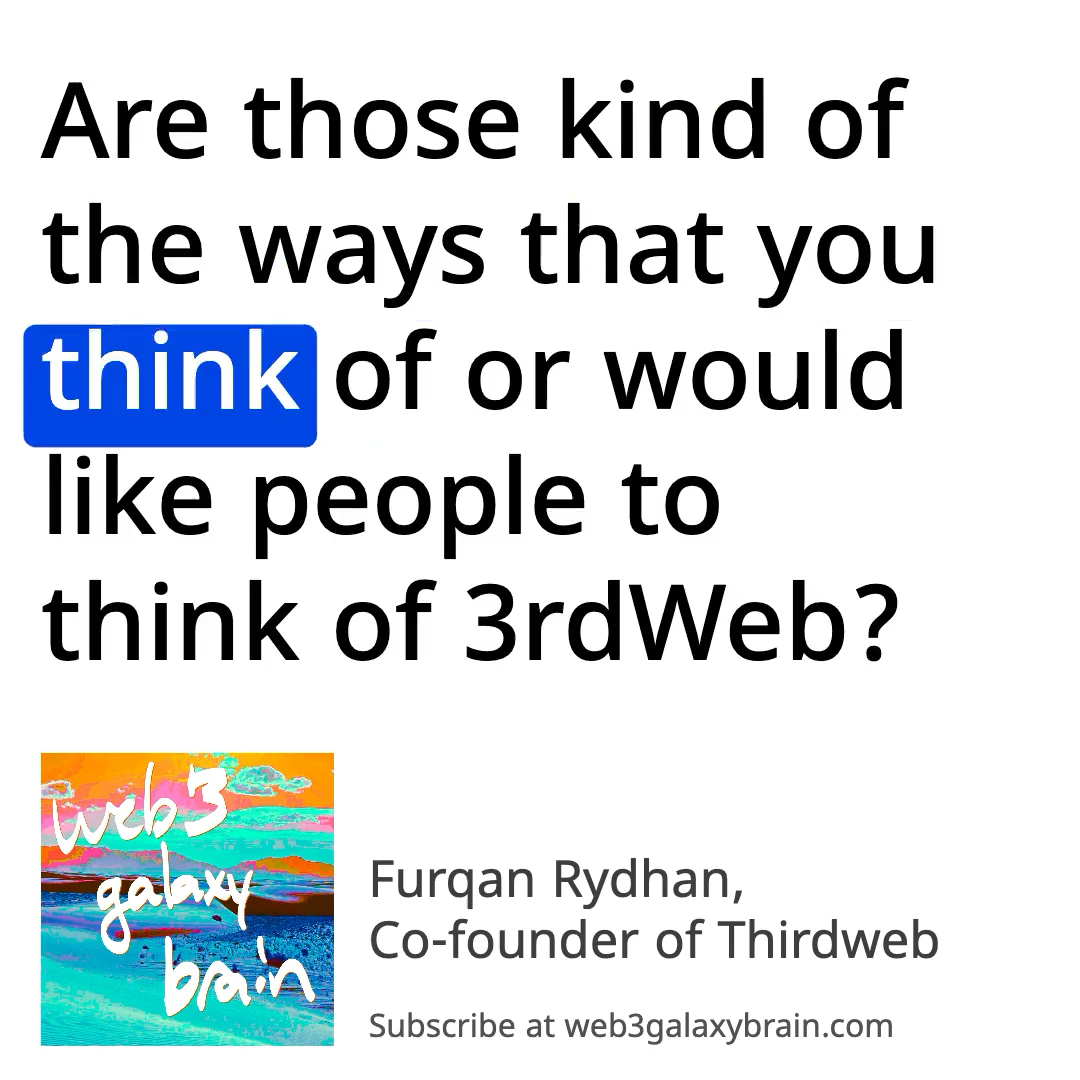 Are those kind of
the ways that you
think of or would
like people to
think of 3rdWeb?
web3
galaxy
brain
Furqan Rydhan,
Co-founder of Thirdweb
Subscribe at web3galaxybrain.com